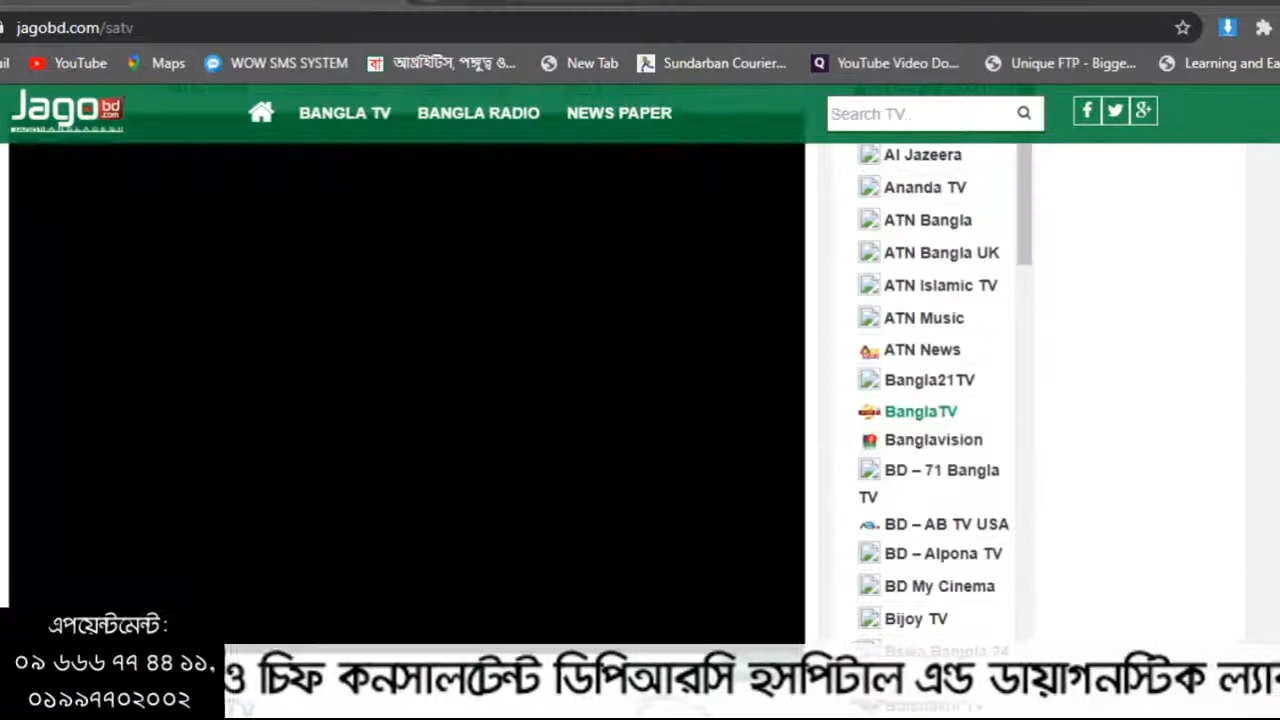 jagobd.com/satv
YouTube Maps WOW SMS SYSTEM আর্থ্রাইটিস, পঙ্গুত্ব ও... New Tab Sundarban Courier... YouTube Video Do... Unique FTP - Bigge... Learning and Ea
Jago bd .com
BANGLA TV BANGLA RADIO NEWS PAPER Search TV..
Al Jazeera
Ananda TV
ATN Bangla
ATN Bangla UK
ATN Islamic TV
ATN Music
ATN News
Bangla21TV
BanglaTV
Banglavision
BD – 71 Bangla
TV
BD – AB TV USA
BD – Alpona TV
BD My Cinema
Bijoy TV
এপয়েন্টমেন্ট:
০৯ ৬৬৬ ৭৭ ৪৪ ১১,
০১৯৯৭৭০২০০২
ও চিফ কনসালটেন্ট ডিপিআরসি হসপিটাল এন্ড ডায়াগনস্টিক ল্যা